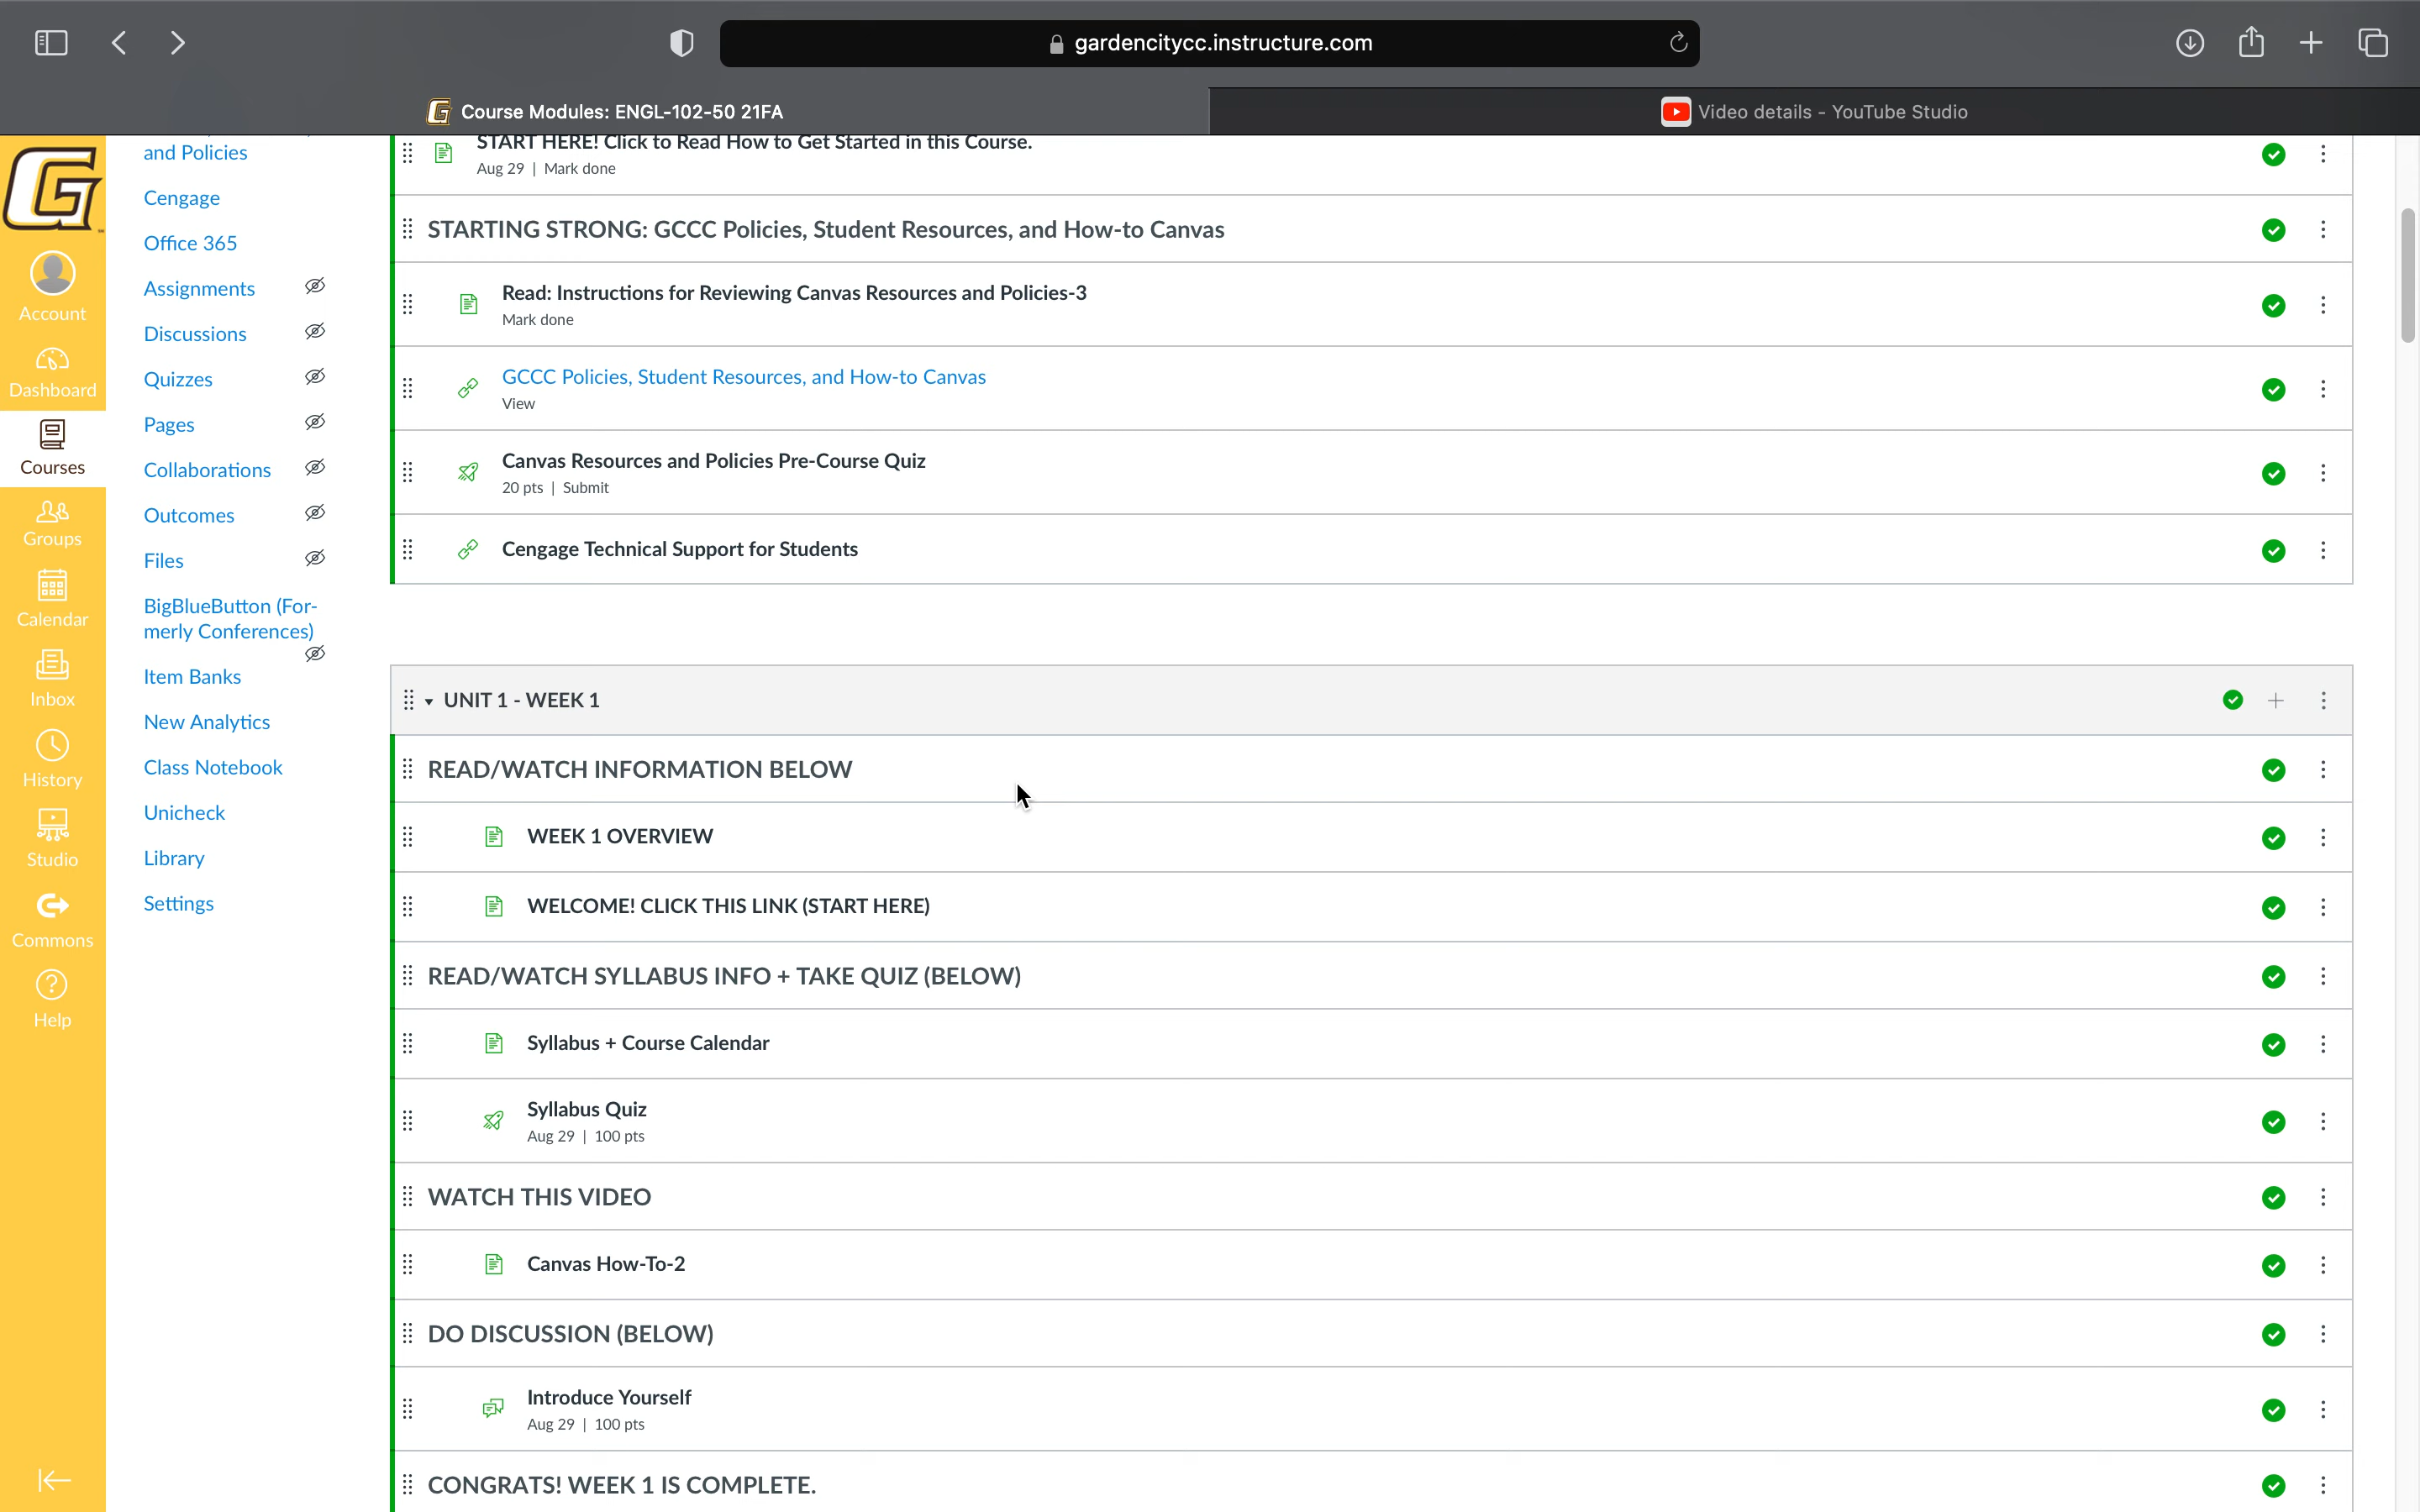 gardencitycc.instructure.com
Course Modules: ENGL-102-50 21FA
Video details - YouTube Studio
G
Account
Dashboard
Courses
Groups
Calendar
Inbox
History
Studio
Commons
Help
and Policies
Cengage
Office 365
Assignments
Discussions
Quizzes
Pages
Collaborations
Outcomes
Files
BigBlueButton (For-
merly Conferences)
Item Banks
New Analytics
Class Notebook
Unicheck
Library
Settings
START HERE! Click to Read How to Get Started in this Course.
Aug 29 | Mark done
STARTING STRONG: GCCC Policies, Student Resources, and How-to Canvas
Read: Instructions for Reviewing Canvas Resources and Policies-3
Mark done
GCCC Policies, Student Resources, and How-to Canvas
View
Canvas Resources and Policies Pre-Course Quiz
20 pts | Submit
Cengage Technical Support for Students
UNIT 1 - WEEK 1
READ/WATCH INFORMATION BELOW
WEEK 1 OVERVIEW
WELCOME! CLICK THIS LINK (START HERE)
READ/WATCH SYLLABUS INFO + TAKE QUIZ (BELOW)
Syllabus + Course Calendar
Syllabus Quiz
Aug 29 | 100 pts
WATCH THIS VIDEO
Canvas How-To-2
DO DISCUSSION (BELOW)
Introduce Yourself
Aug 29 | 100 pts
CONGRATS! WEEK 1 IS COMPLETE.